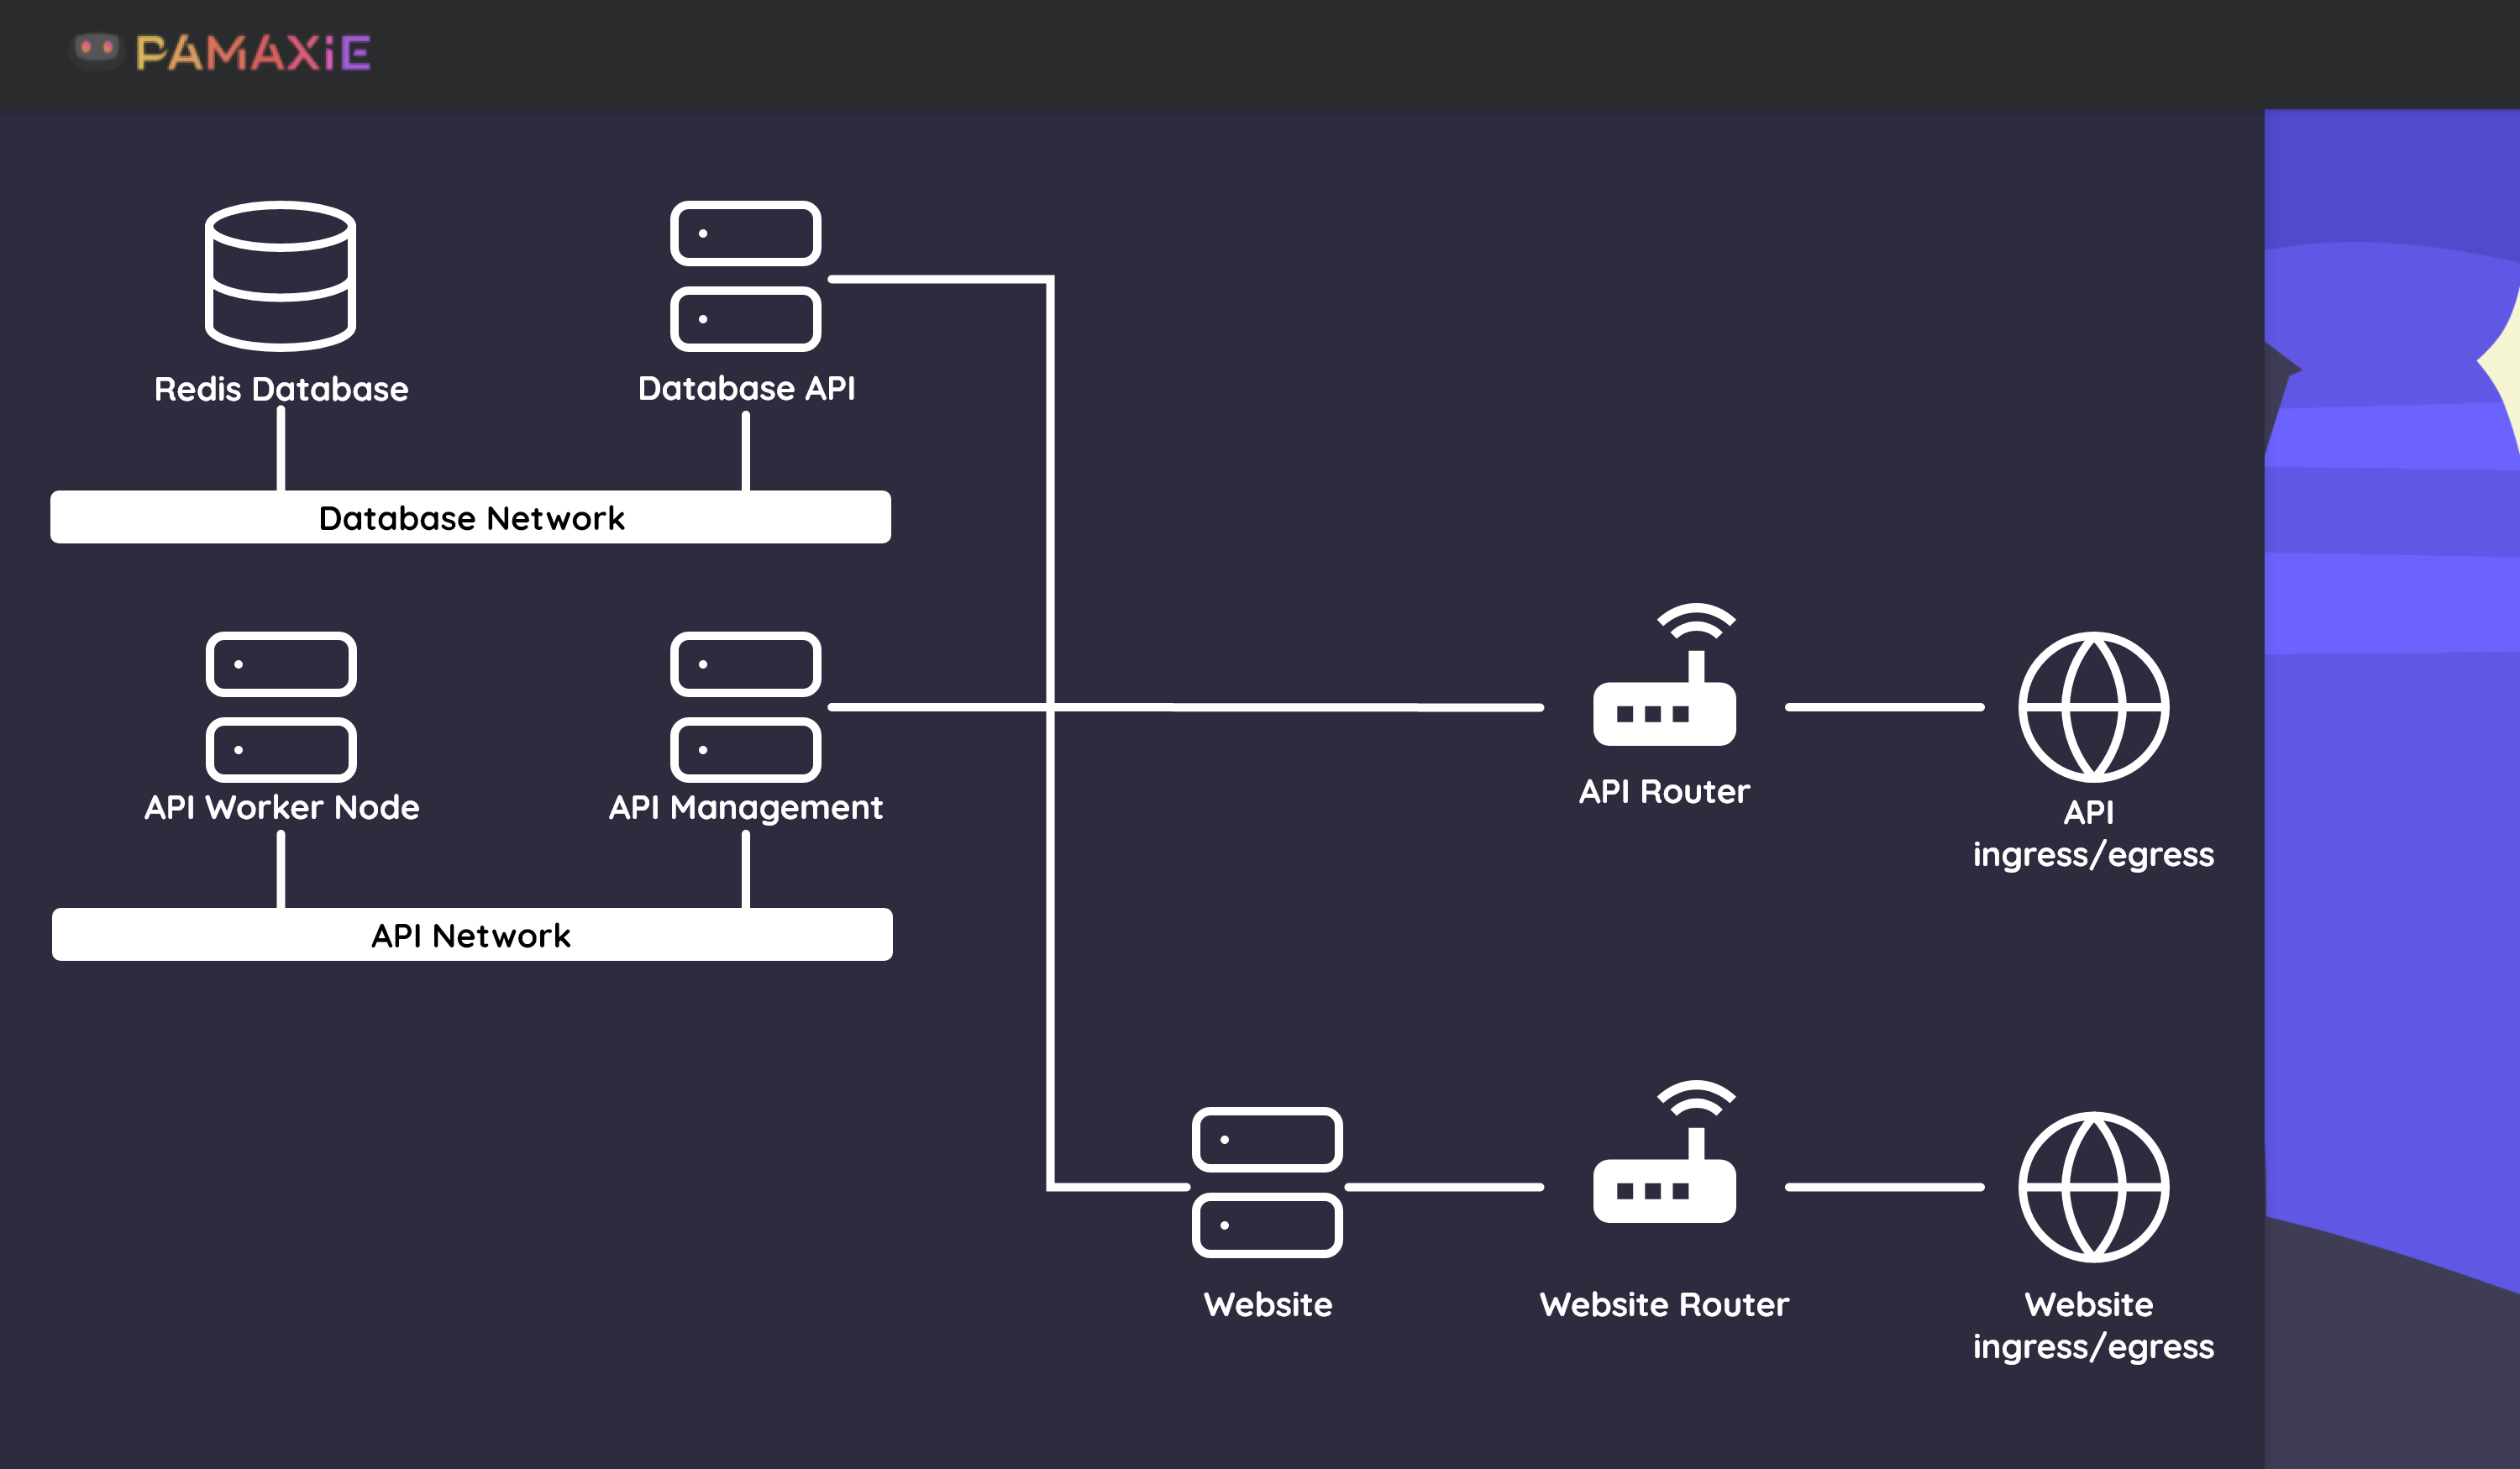 PAMAXiE
Redis Database
Database API
Database Network
API Worker Node
API Management
API Router
API
ingress/egress
API Network
Website
Website Router
Website
ingress/egress